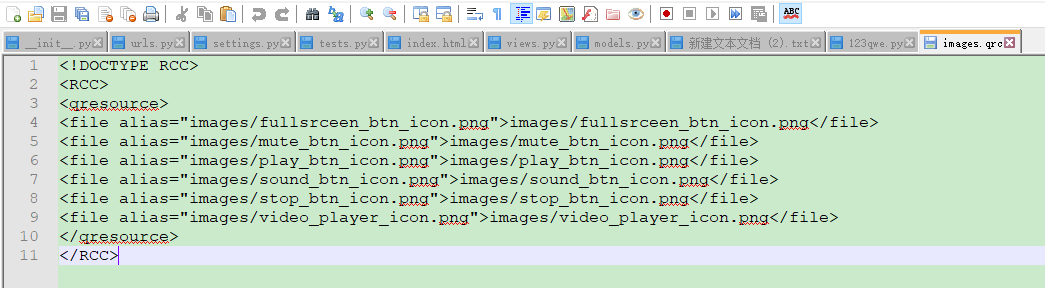 ABC
__init__.py urls.py settings.py tests.py index.html views.py models.py 新建文本文档 (2).txt 123qwe.py images.qrc
1 <!DOCTYPE RCC>
2 <RCC>
3 <qresource>
4 <file alias="images/fullsrceen_btn_icon.png">images/fullsrceen_btn_icon.png</file>
5 <file alias="images/mute_btn_icon.png">images/mute_btn_icon.png</file>
6 <file alias="images/play_btn_icon.png">images/play_btn_icon.png</file>
7 <file alias="images/sound_btn_icon.png">images/sound_btn_icon.png</file>
8 <file alias="images/stop_btn_icon.png">images/stop_btn_icon.png</file>
9 <file alias="images/video_player_icon.png">images/video_player_icon.png</file>
10 </qresource>
11 </RCC>